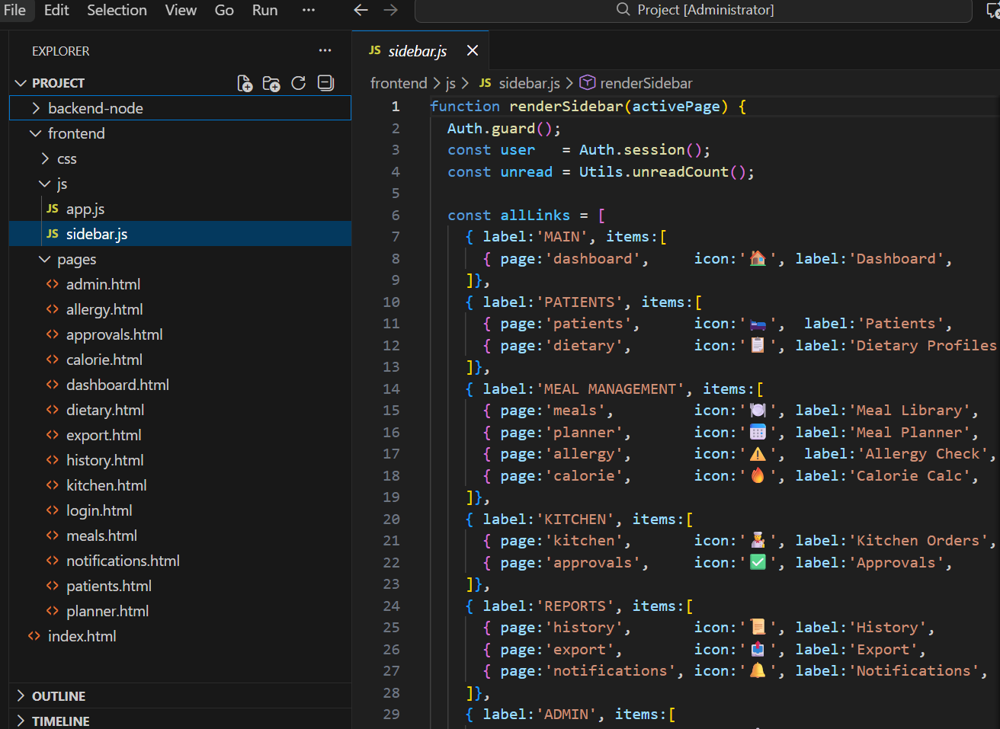 File Edit Selection View Go Run ··· Project [Administrator]
EXPLORER ···
PROJECT
backend-node
frontend
css
js
JS app.js
JS sidebar.js
pages
<> admin.html
<> allergy.html
<> approvals.html
<> calorie.html
<> dashboard.html
<> dietary.html
<> export.html
<> history.html
<> kitchen.html
<> login.html
<> meals.html
<> notifications.html
<> patients.html
<> planner.html
<> index.html
OUTLINE
TIMELINE
JS sidebar.js
frontend > js > JS sidebar.js > renderSidebar
1 function renderSidebar(activePage) {
2 Auth.guard();
3 const user   = Auth.session();
4 const unread = Utils.unreadCount();
5
6 const allLinks = [
7 { label:'MAIN', items:[
8 { page:'dashboard',     icon:'🏠', label:'Dashboard',
9 ]},
10 { label:'PATIENTS', items:[
11 { page:'patients',      icon:'🛏️',  label:'Patients',
12 { page:'dietary',       icon:'📋', label:'Dietary Profiles
13 ]},
14 { label:'MEAL MANAGEMENT', items:[
15 { page:'meals',         icon:'🍽️', label:'Meal Library',
16 { page:'planner',       icon:'📅', label:'Meal Planner',
17 { page:'allergy',       icon:'⚠️',  label:'Allergy Check',
18 { page:'calorie',       icon:'🔥', label:'Calorie Calc',
19 ]},
20 { label:'KITCHEN', items:[
21 { page:'kitchen',       icon:'👨‍🍳', label:'Kitchen Orders',
22 { page:'approvals',     icon:'✅', label:'Approvals',
23 ]},
24 { label:'REPORTS', items:[
25 { page:'history',       icon:'📜', label:'History',
26 { page:'export',        icon:'📤', label:'Export',
27 { page:'notifications', icon:'🔔', label:'Notifications',
28 ]},
29 { label:'ADMIN', items:[